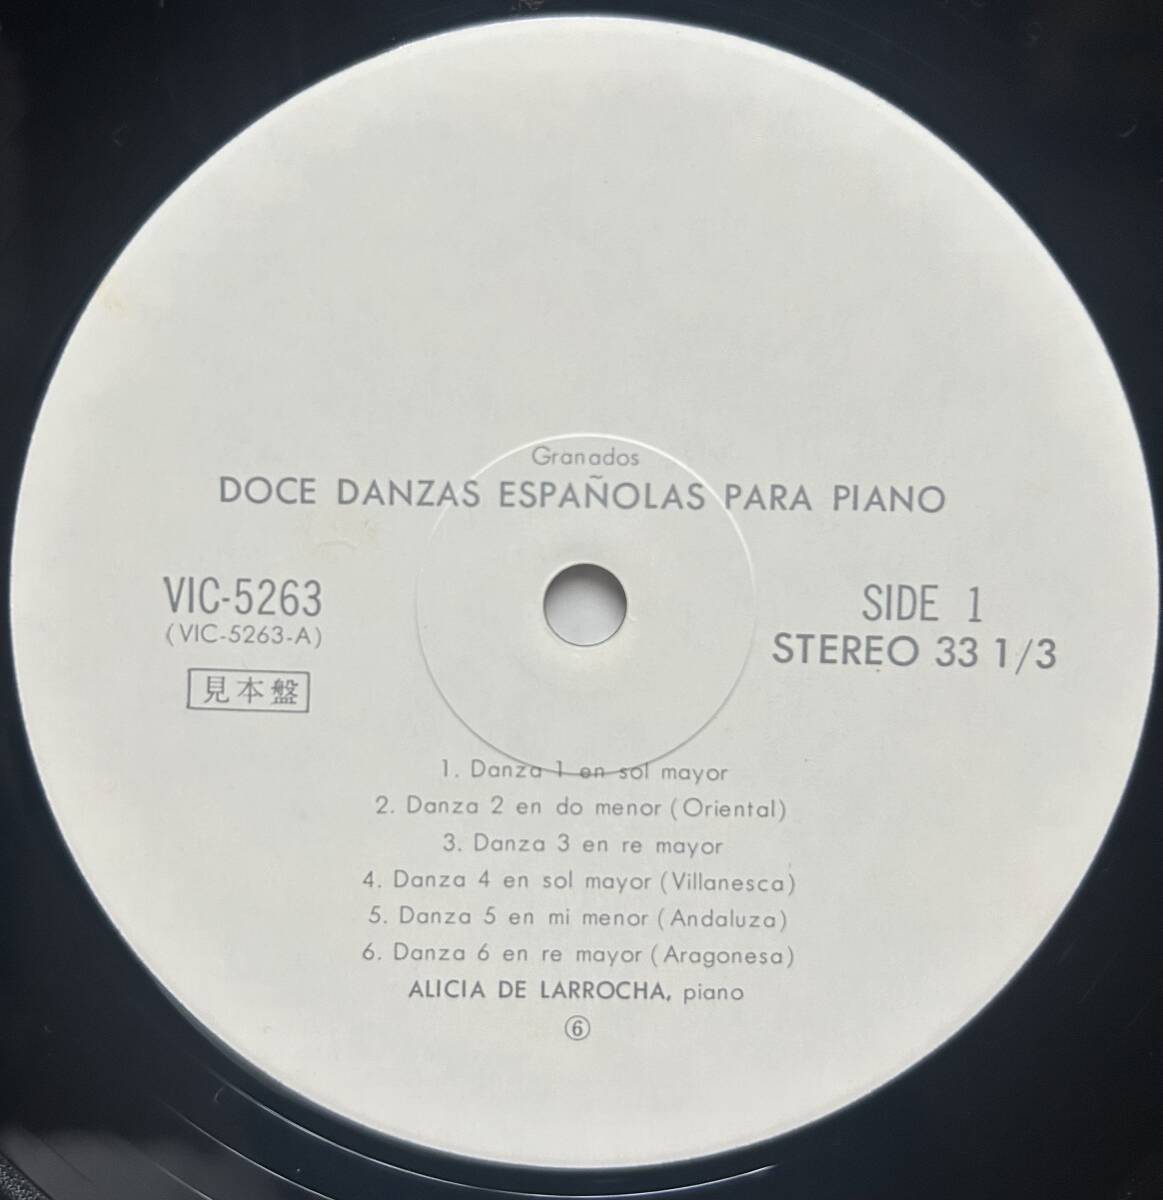 Granados
DOCE DANZAS ESPAÑOLAS PARA PIANO
VIC-5263
(VIC-5263-A)
見本盤
SIDE 1
STEREO 33 1/3
1. Danza 1 en sol mayor
2. Danza 2 en do menor (Oriental)
3. Danza 3 en re mayor
4. Danza 4 en sol mayor (Villanesca)
5. Danza 5 en mi menor (Andaluza)
6. Danza 6 en re mayor (Aragonesa)
ALICIA DE LARROCHA, piano
⑥